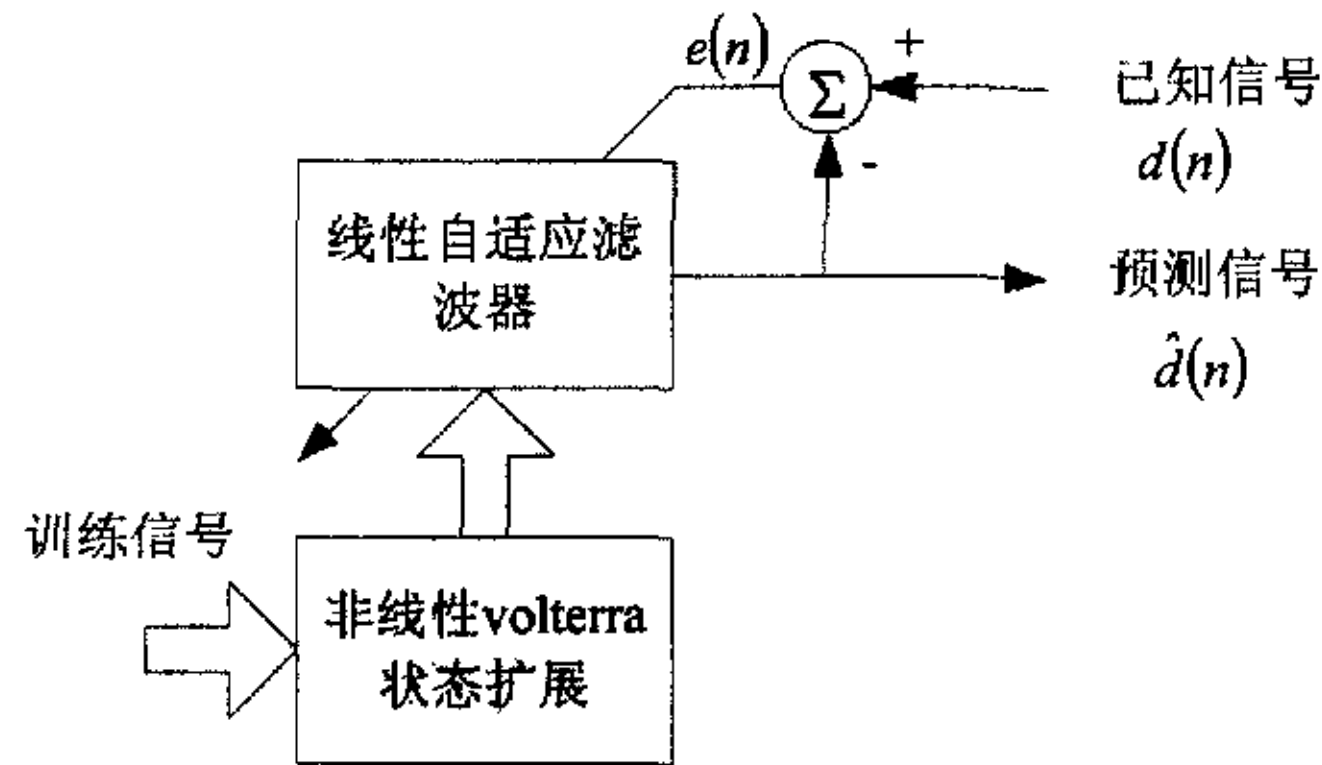 e(n)
Σ
+
已知信号
d(n)
-
线性自适应滤
波器
预测信号
d̂(n)
训练信号
非线性volterra
状态扩展